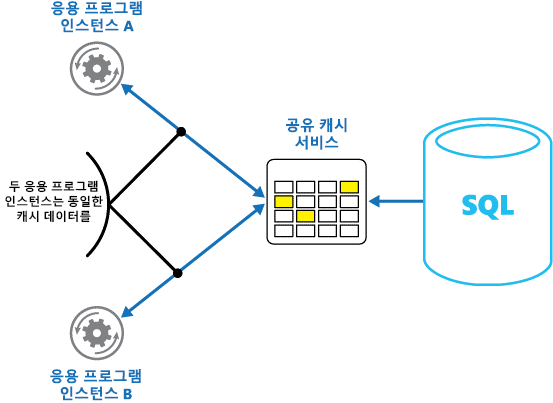 응용 프로그램
인스턴스 A
공유 캐시
서비스
두 응용 프로그램
인스턴스는 동일한
캐시 데이터를
SQL
응용 프로그램
인스턴스 B